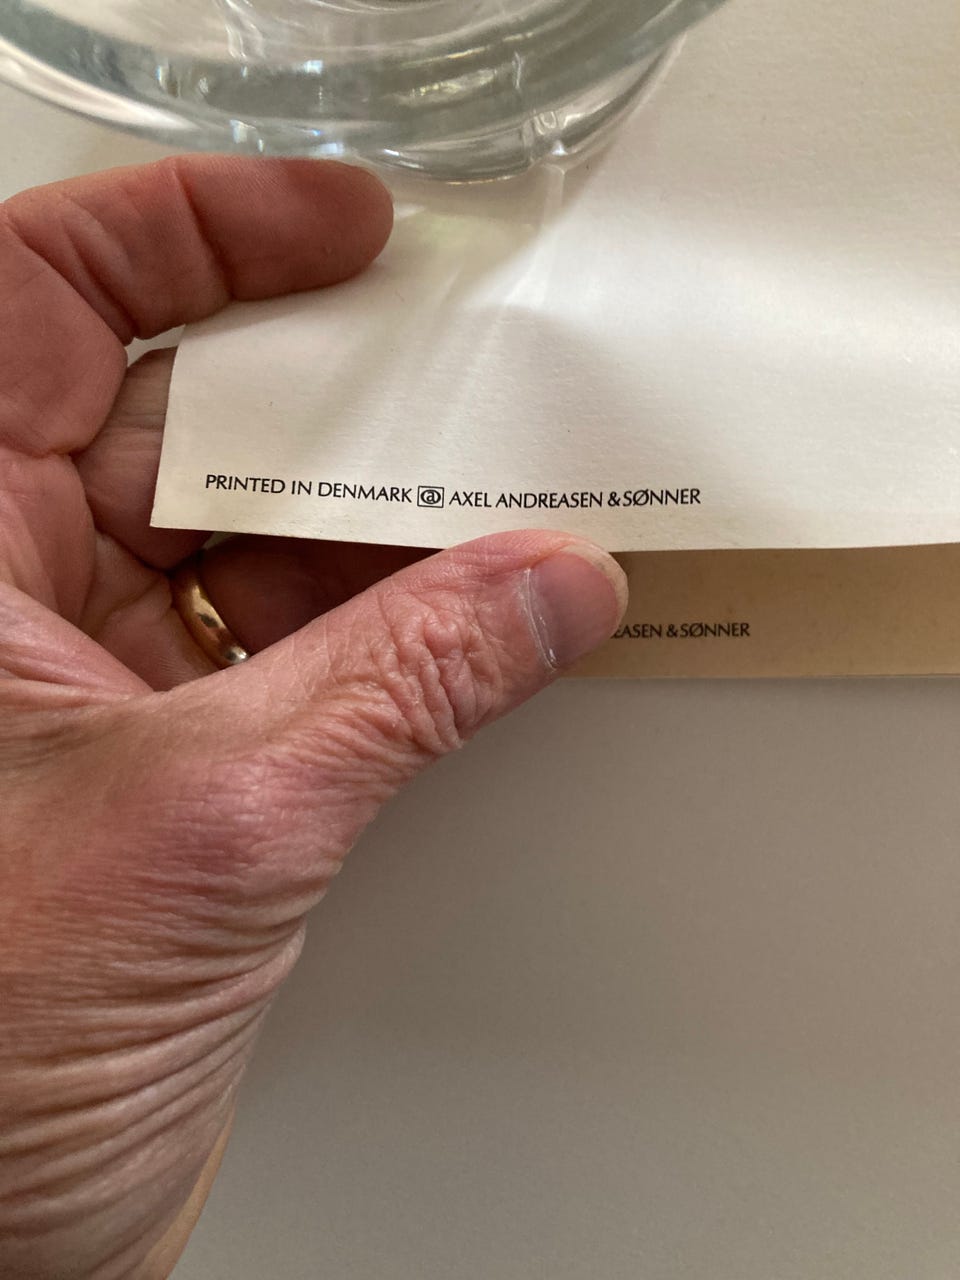 PRINTED IN DENMARK @ AXEL ANDREASEN & SØNNER
EASEN & SØNNER